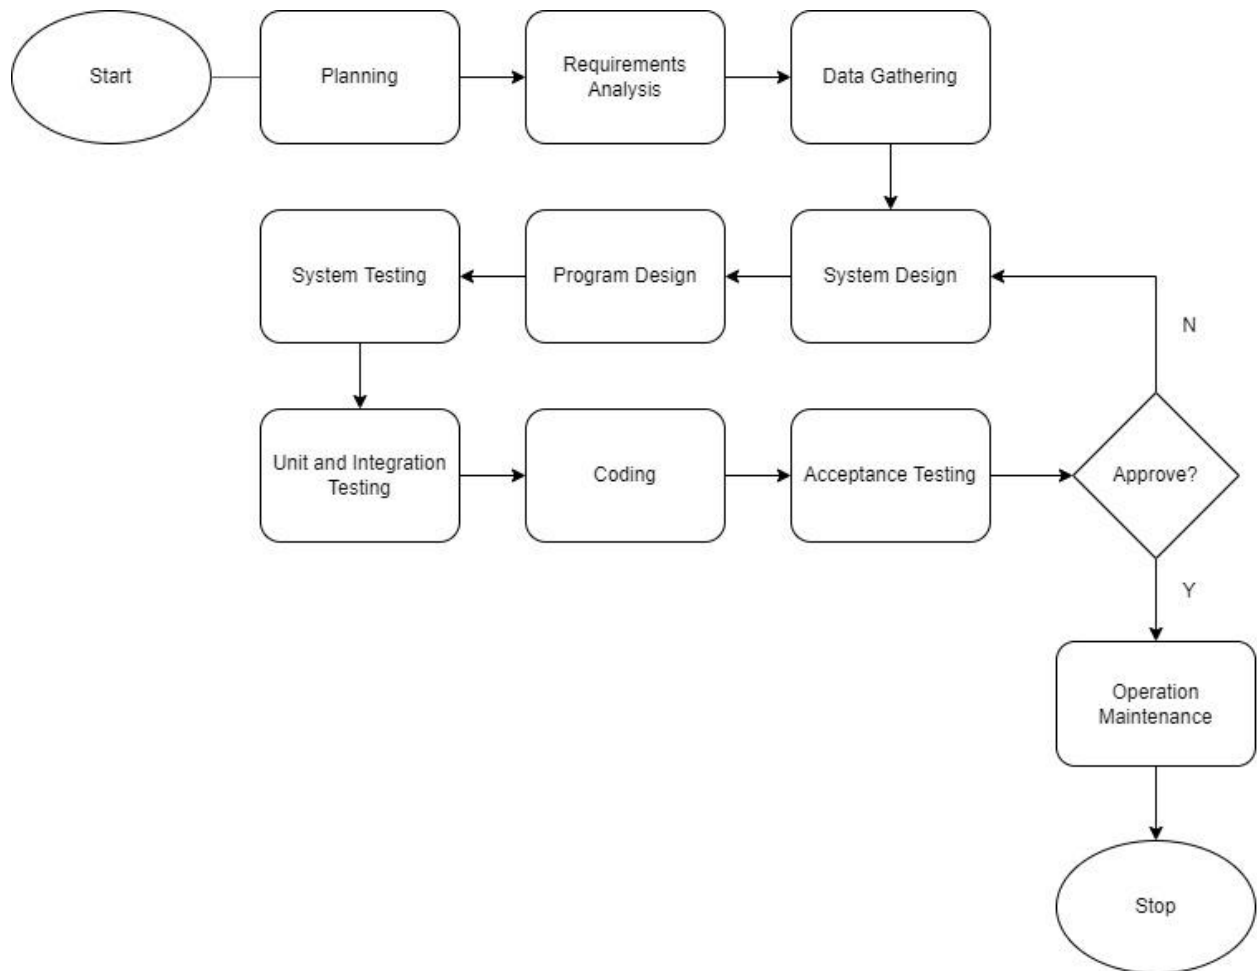 Start
Planning
Requirements
Analysis
Data Gathering
System Testing
Program Design
System Design
N
Unit and Integration
Testing
Coding
Acceptance Testing
Approve?
Y
Operation
Maintenance
Stop